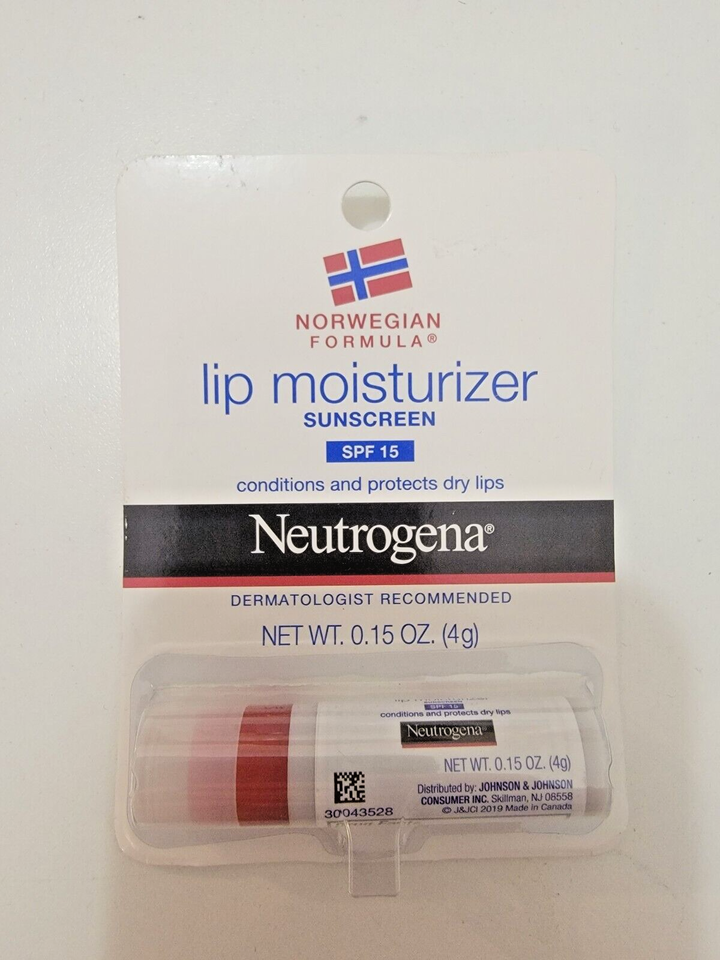 NORWEGIAN
FORMULA®
lip moisturizer
SUNSCREEN
SPF 15
conditions and protects dry lips
Neutrogena®
DERMATOLOGIST RECOMMENDED
NET WT. 0.15 OZ. (4g)
SPF 15
conditions and protects dry lips
Neutrogena
NET WT. 0.15 OZ. (4g)
Distributed by: JOHNSON & JOHNSON
CONSUMER INC. Skillman, NJ 08558
© J&JCI 2019 Made in Canada
30043528